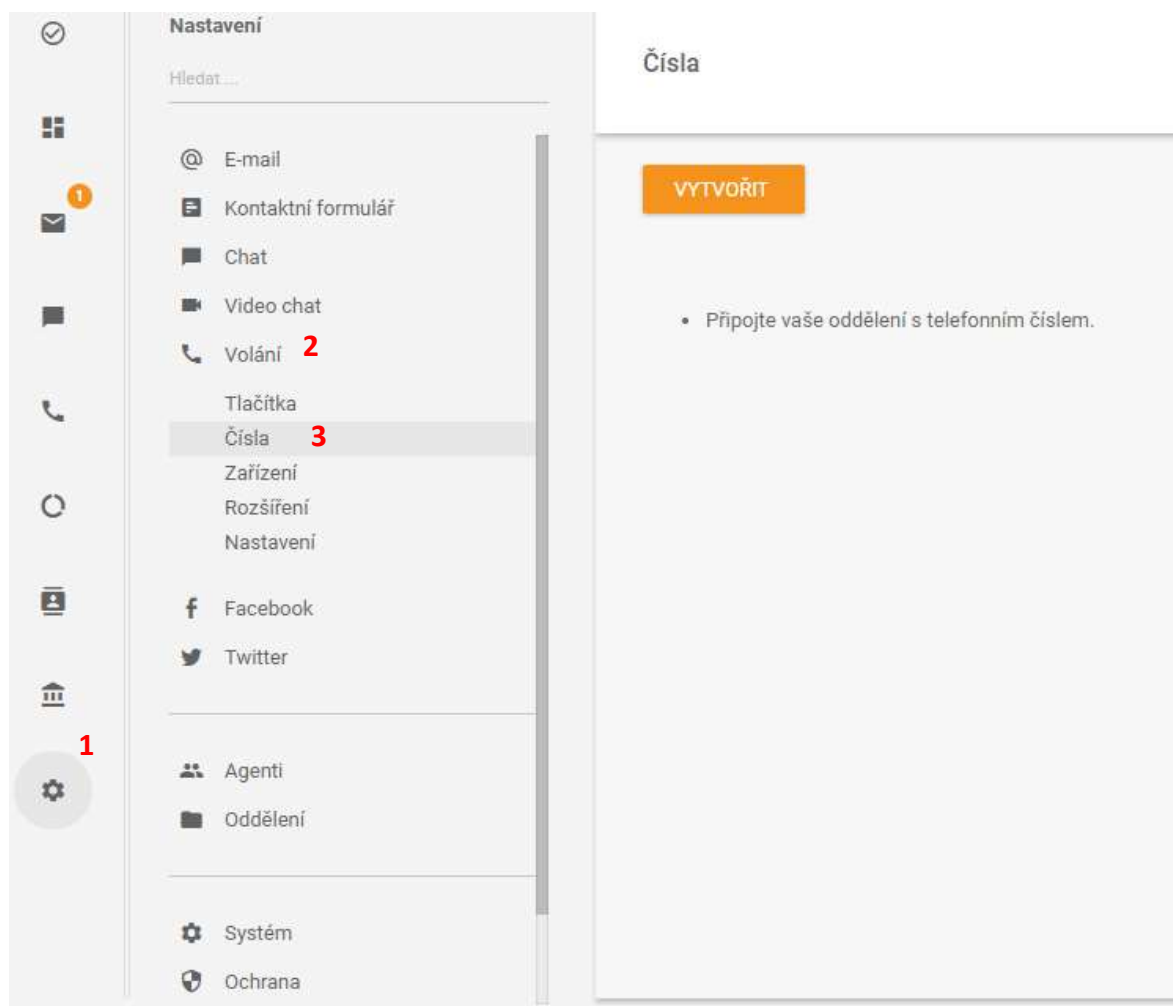 Nastavení
Hledat ...
1
E-mail
Kontaktní formulář
Chat
Video chat
Volání 2
Tlačítka
Čísla 3
Zařízení
Rozšíření
Nastavení
Facebook
Twitter
1
Agenti
Oddělení
Systém
Ochrana
Čísla
VYTVOŘIT
• Připojte vaše oddělení s telefonním číslem.